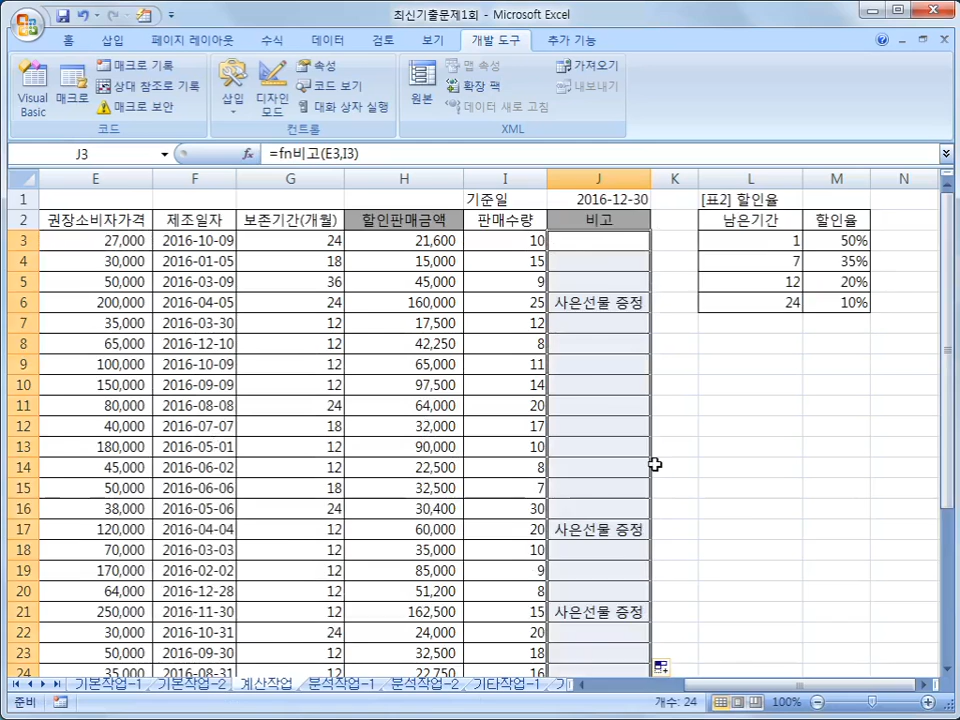 최신기출문제1회 - Microsoft Excel
홈 삽입 페이지 레이아웃 수식 데이터 검토 보기 개발 도구 추가 기능
Visual Basic
매크로
매크로 기록
상대 참조로 기록
매크로 보안
코드
삽입
디자인 모드
속성
코드 보기
대화 상자 실행
컨트롤
원본
맵 속성
확장 팩
데이터 새로 고침
가져오기
내보내기
XML
J3 fx =fn비고(E3,I3)
E F G H I J K L M N
1 기준일 2016-12-30 [표2] 할인율
2 권장소비자가격 제조일자 보존기간(개월) 할인판매금액 판매수량 비고 남은기간 할인율
3 27,000 2016-10-09 24 21,600 10 1 50%
4 30,000 2016-01-05 18 15,000 15 7 35%
5 50,000 2016-03-09 36 45,000 9 12 20%
6 200,000 2016-04-05 24 160,000 25 사은선물 증정 24 10%
7 35,000 2016-03-30 12 17,500 12
8 65,000 2016-12-10 12 42,250 8
9 100,000 2016-10-09 12 65,000 11
10 150,000 2016-09-09 12 97,500 14
11 80,000 2016-08-08 24 64,000 20
12 40,000 2016-07-07 18 32,000 17
13 180,000 2016-05-01 12 90,000 10
14 45,000 2016-06-02 12 22,500 8
15 50,000 2016-06-06 18 32,500 7
16 38,000 2016-05-06 24 30,400 30
17 120,000 2016-04-04 12 60,000 20 사은선물 증정
18 70,000 2016-03-03 12 35,000 10
19 170,000 2016-02-02 12 85,000 9
20 64,000 2016-12-28 12 51,200 8
21 250,000 2016-11-30 12 162,500 15 사은선물 증정
22 30,000 2016-10-31 24 24,000 20
23 50,000 2016-09-30 12 32,500 18
24 35,000 2016-08-31 12 22,750 16
기본작업-1 기본작업-2 계산작업 분석작업-1 분석작업-2 기타작업-1
준비 개수: 24 100%